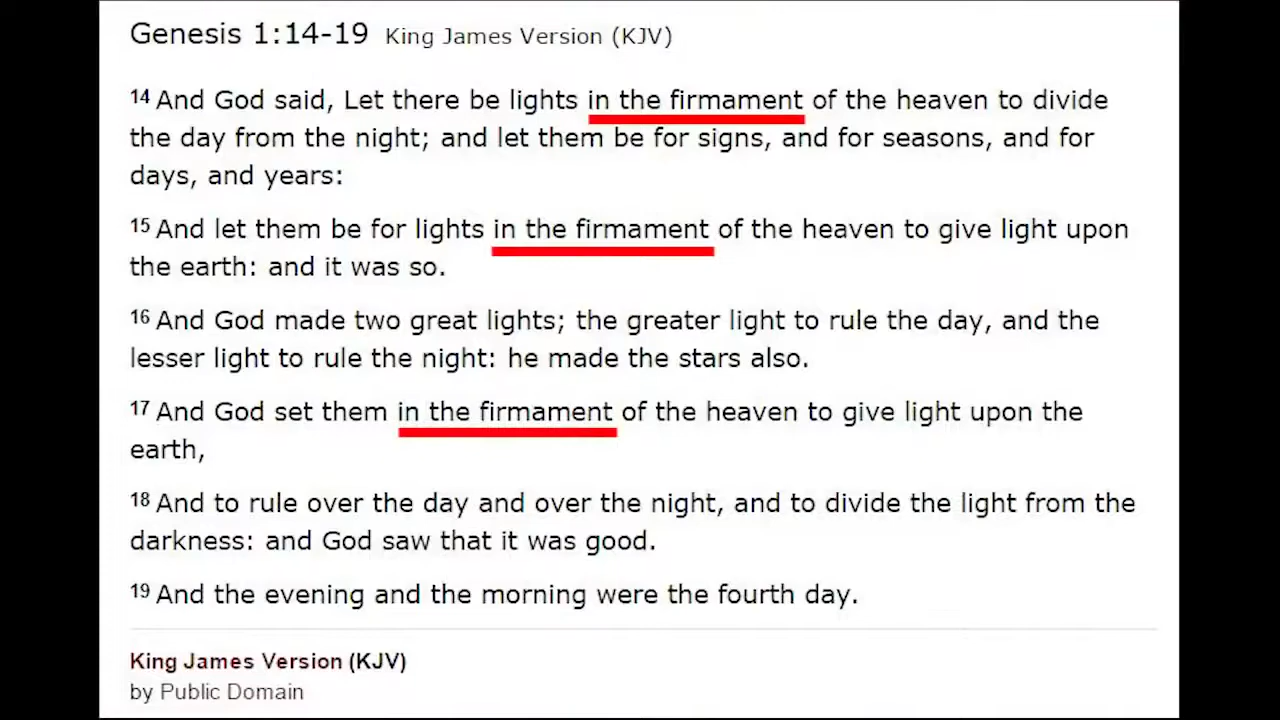 Genesis 1:14-19 King James Version (KJV)
14 And God said, Let there be lights in the firmament of the heaven to divide
the day from the night; and let them be for signs, and for seasons, and for
days, and years:
15 And let them be for lights in the firmament of the heaven to give light upon
the earth: and it was so.
16 And God made two great lights; the greater light to rule the day, and the
lesser light to rule the night: he made the stars also.
17 And God set them in the firmament of the heaven to give light upon the
earth,
18 And to rule over the day and over the night, and to divide the light from the
darkness: and God saw that it was good.
19 And the evening and the morning were the fourth day.
King James Version (KJV)
by Public Domain